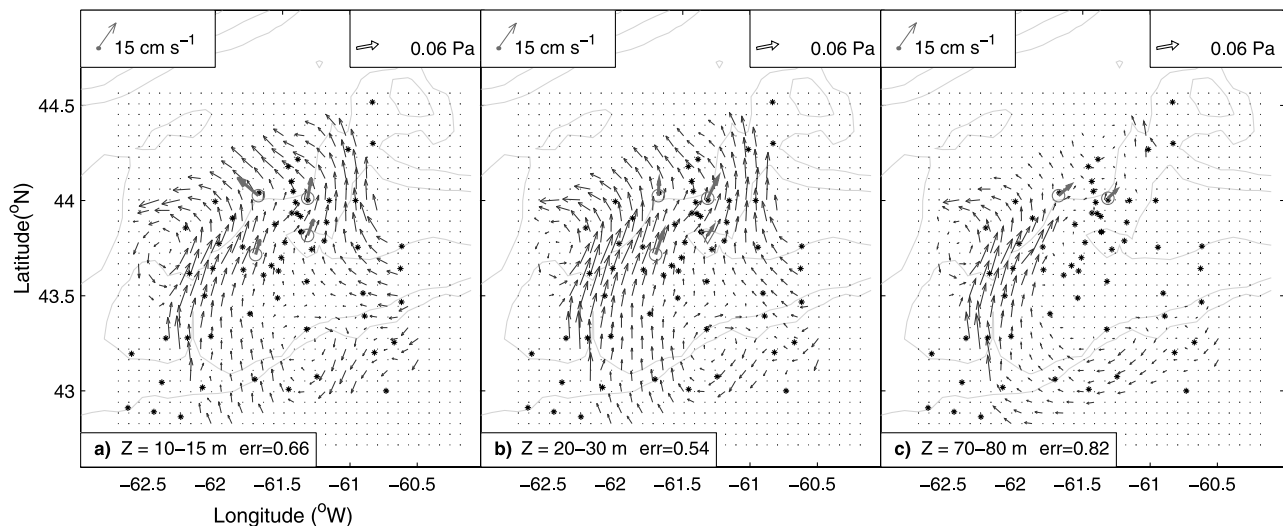 15 cm s⁻¹ 0.06 Pa 15 cm s⁻¹ 0.06 Pa 15 cm s⁻¹ 0.06 Pa
44.5
44
43.5
43
Latitude(°N)
a) Z = 10−15 m err=0.66 b) Z = 20−30 m err=0.54 c) Z = 70−80 m err=0.82
−62.5 −62 −61.5 −61 −60.5 −62.5 −62 −61.5 −61 −60.5 −62.5 −62 −61.5 −61 −60.5
Longitude (°W)